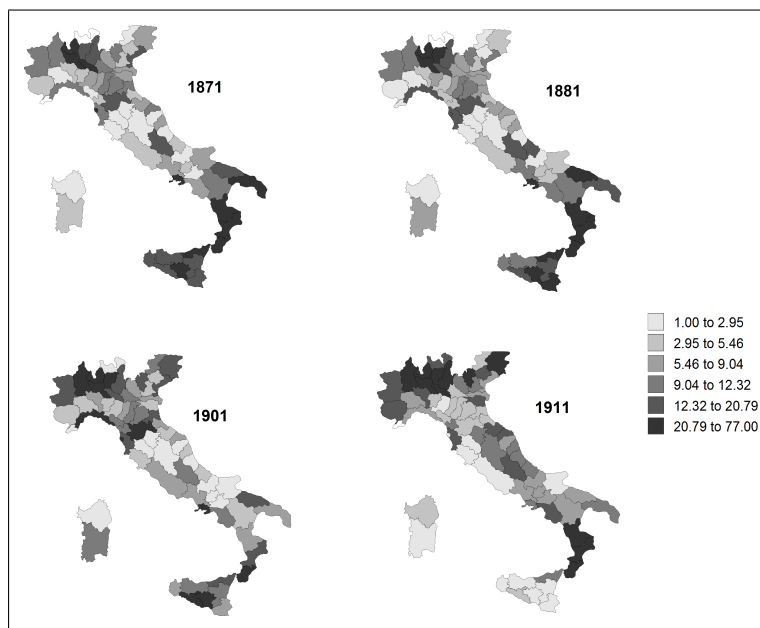 1871
1881
1901
1911
1.00 to 2.95
2.95 to 5.46
5.46 to 9.04
9.04 to 12.32
12.32 to 20.79
20.79 to 77.00